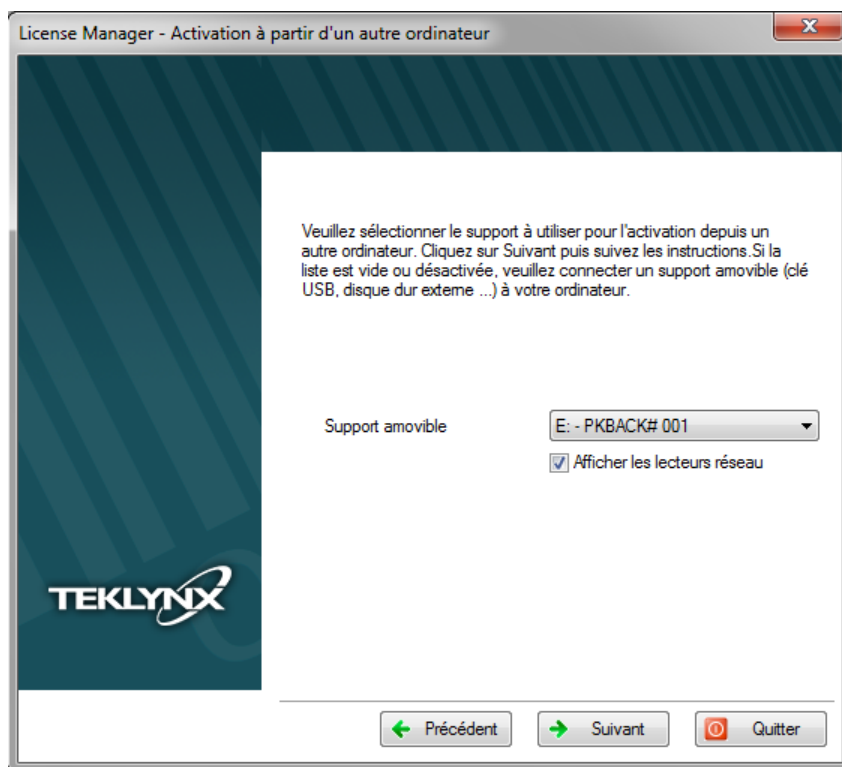 License Manager - Activation à partir d'un autre ordinateur
Veuillez sélectionner le support à utiliser pour l'activation depuis un
autre ordinateur. Cliquez sur Suivant puis suivez les instructions.Si la
liste est vide ou désactivée, veuillez connecter un support amovible (clé
USB, disque dur externe ...) à votre ordinateur.
Support amovible
E: - PKBACK# 001
Afficher les lecteurs réseau
TEKLYNX
Précédent
Suivant
Quitter